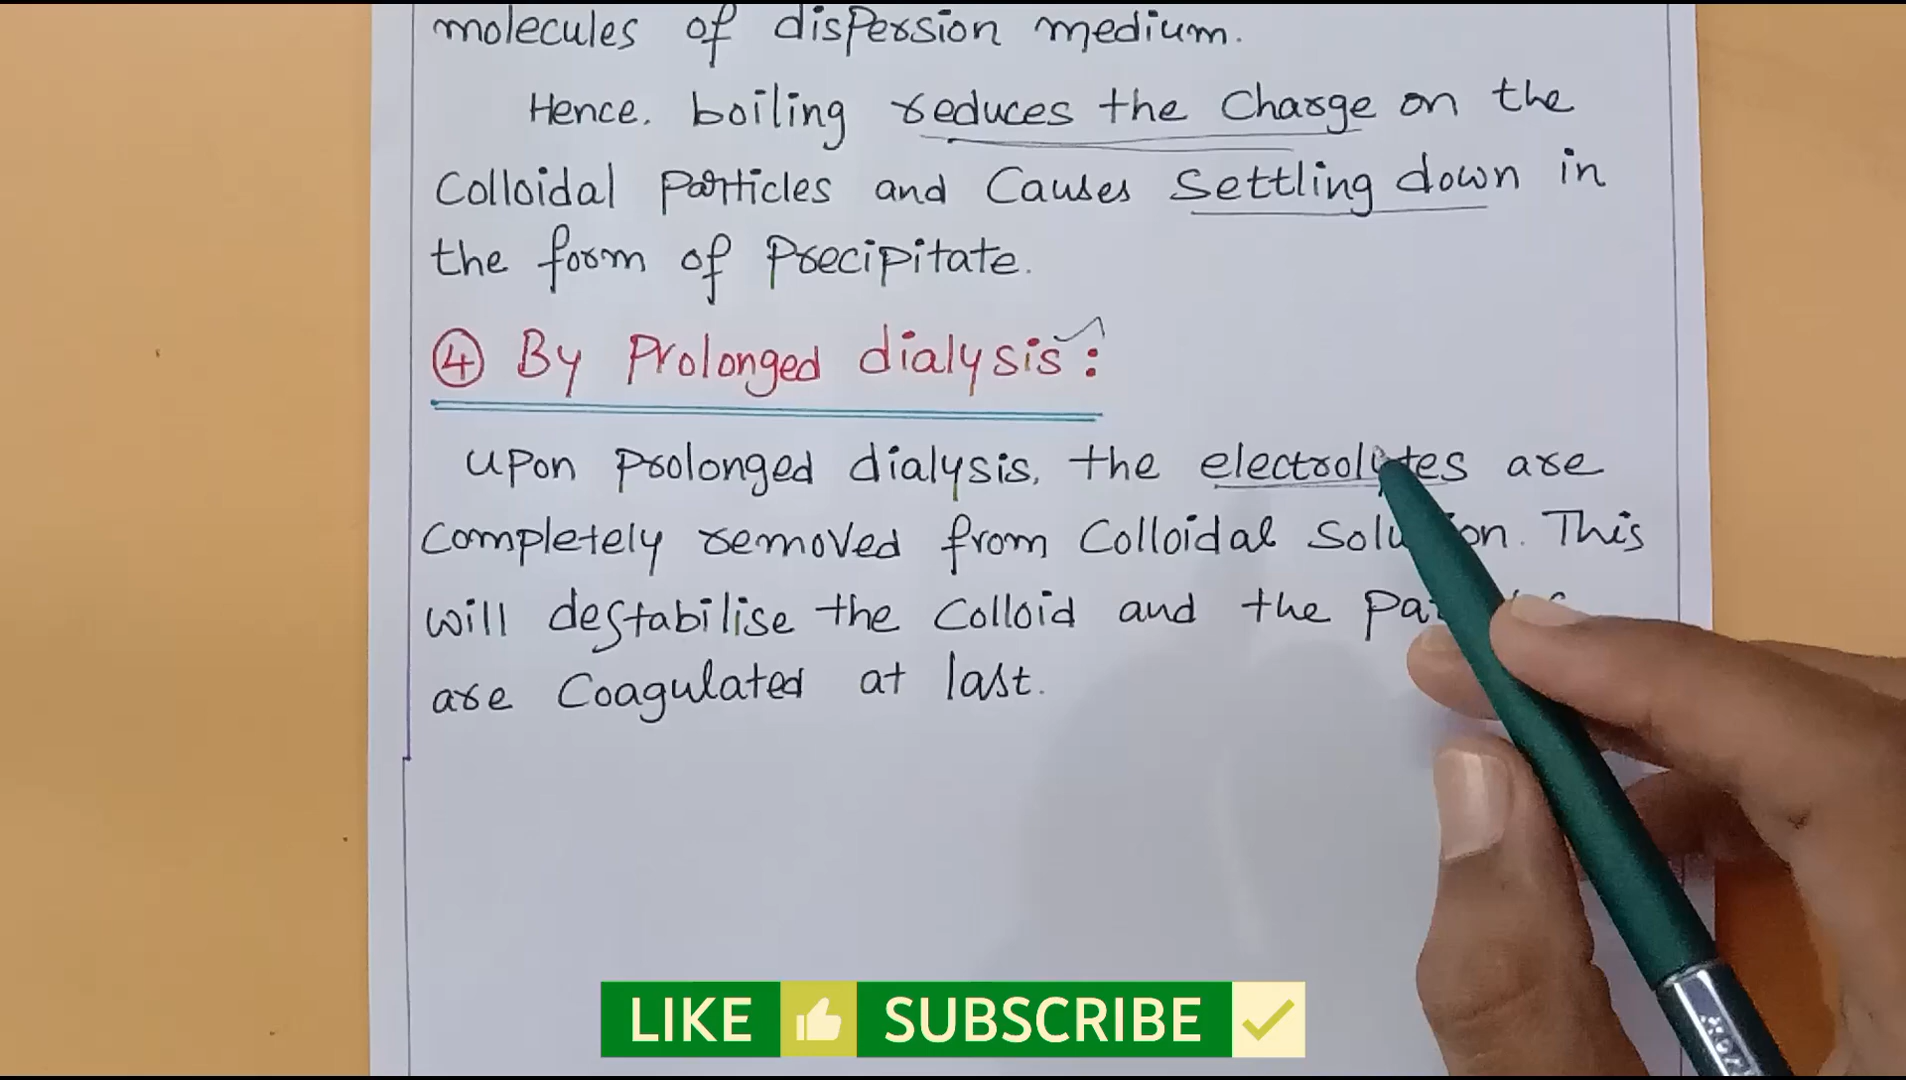 molecules of dispersion medium.
Hence. boiling reduces the Charge on the
Colloidal Particles and Causes Settling down in
the form of Precipitate.
4 By Prolonged dialysis:
Upon prolonged dialysis, the electrolytes are
completely removed from Colloidal This
will destabilise the Colloid and the
are Coagulated at last.
LIKE SUBSCRIBE